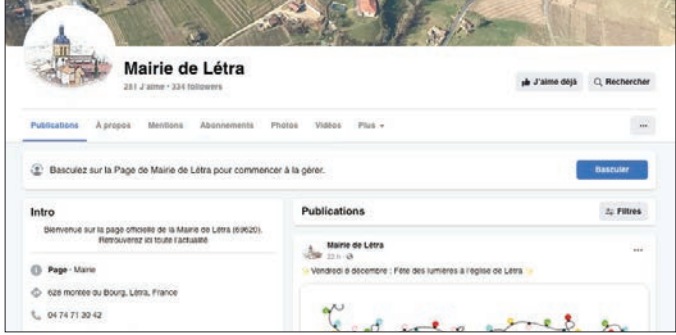 Mairie de Létra
281 J'aime • 334 followers
J'aime déjà
Rechercher
Publications À propos Mentions Abonnements Photos Vidéos Plus
Basculez sur la Page de Mairie de Létra pour commencer à la gérer.
Basculer
Intro
Bienvenue sur la page officielle de la Mairie de Létra (69620).
Retrouverez ici toute l'actualité
Page · Mairie
628 montée du Bourg, Létra, France
04 74 71 30 42
Publications
Filtres
Mairie de Létra
22 h ·
Vendredi 8 décembre : Fête des lumières à l'église de Létra